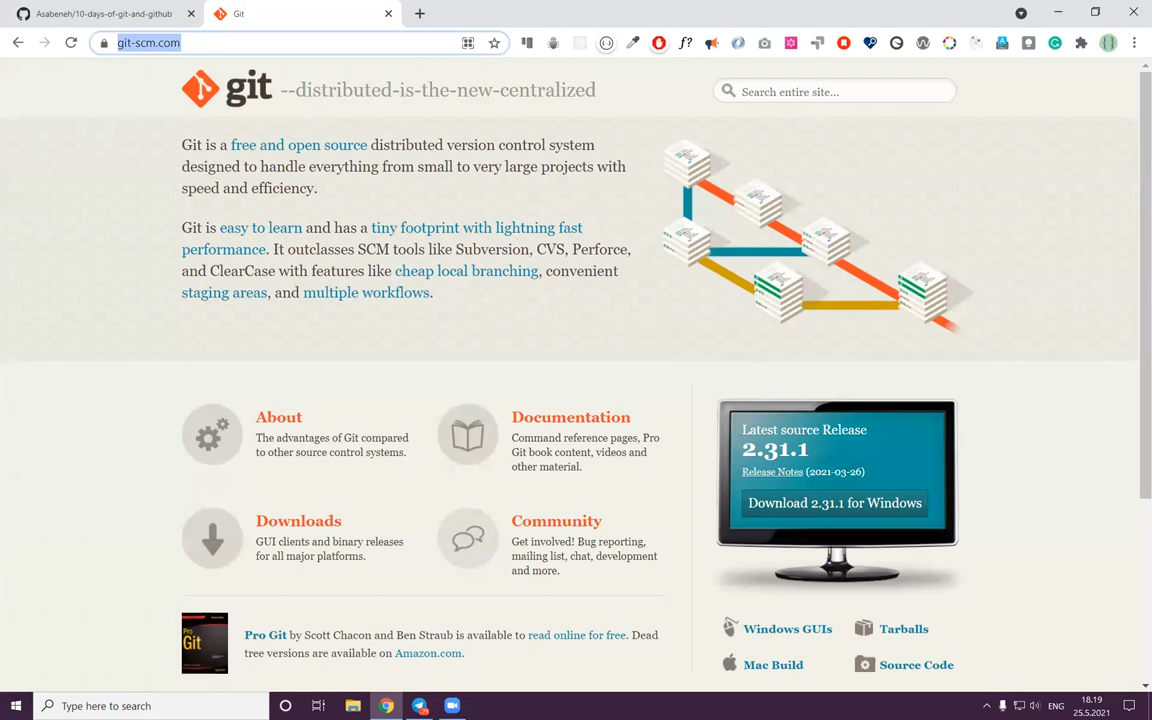 Asabeneh/10-days-of-git-and-github
Git
git-scm.com
git --distributed-is-the-new-centralized
Search entire site...
Git is a free and open source distributed version control system
designed to handle everything from small to very large projects with
speed and efficiency.
Git is easy to learn and has a tiny footprint with lightning fast
performance. It outclasses SCM tools like Subversion, CVS, Perforce,
and ClearCase with features like cheap local branching, convenient
staging areas, and multiple workflows.
About
The advantages of Git compared
to other source control systems.
Documentation
Command reference pages, Pro
Git book content, videos and
other material.
Downloads
GUI clients and binary releases
for all major platforms.
Community
Get involved! Bug reporting,
mailing list, chat, development
and more.
Latest source Release
2.31.1
Release Notes (2021-03-26)
Download 2.31.1 for Windows
Pro
Git
Pro Git by Scott Chacon and Ben Straub is available to read online for free. Dead
tree versions are available on Amazon.com.
Windows GUIs
Tarballs
Mac Build
Source Code
Type here to search
ENG
18.19
25.5.2021